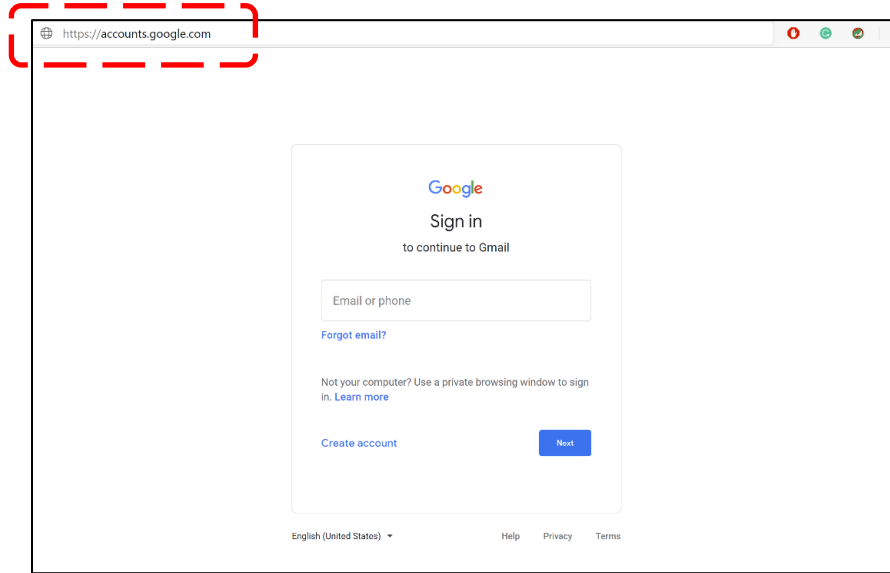 https://accounts.google.com
Google
Sign in
to continue to Gmail
Email or phone
Forgot email?
Not your computer? Use a private browsing window to sign
in. Learn more
Create account
Next
English (United States)
Help Privacy Terms